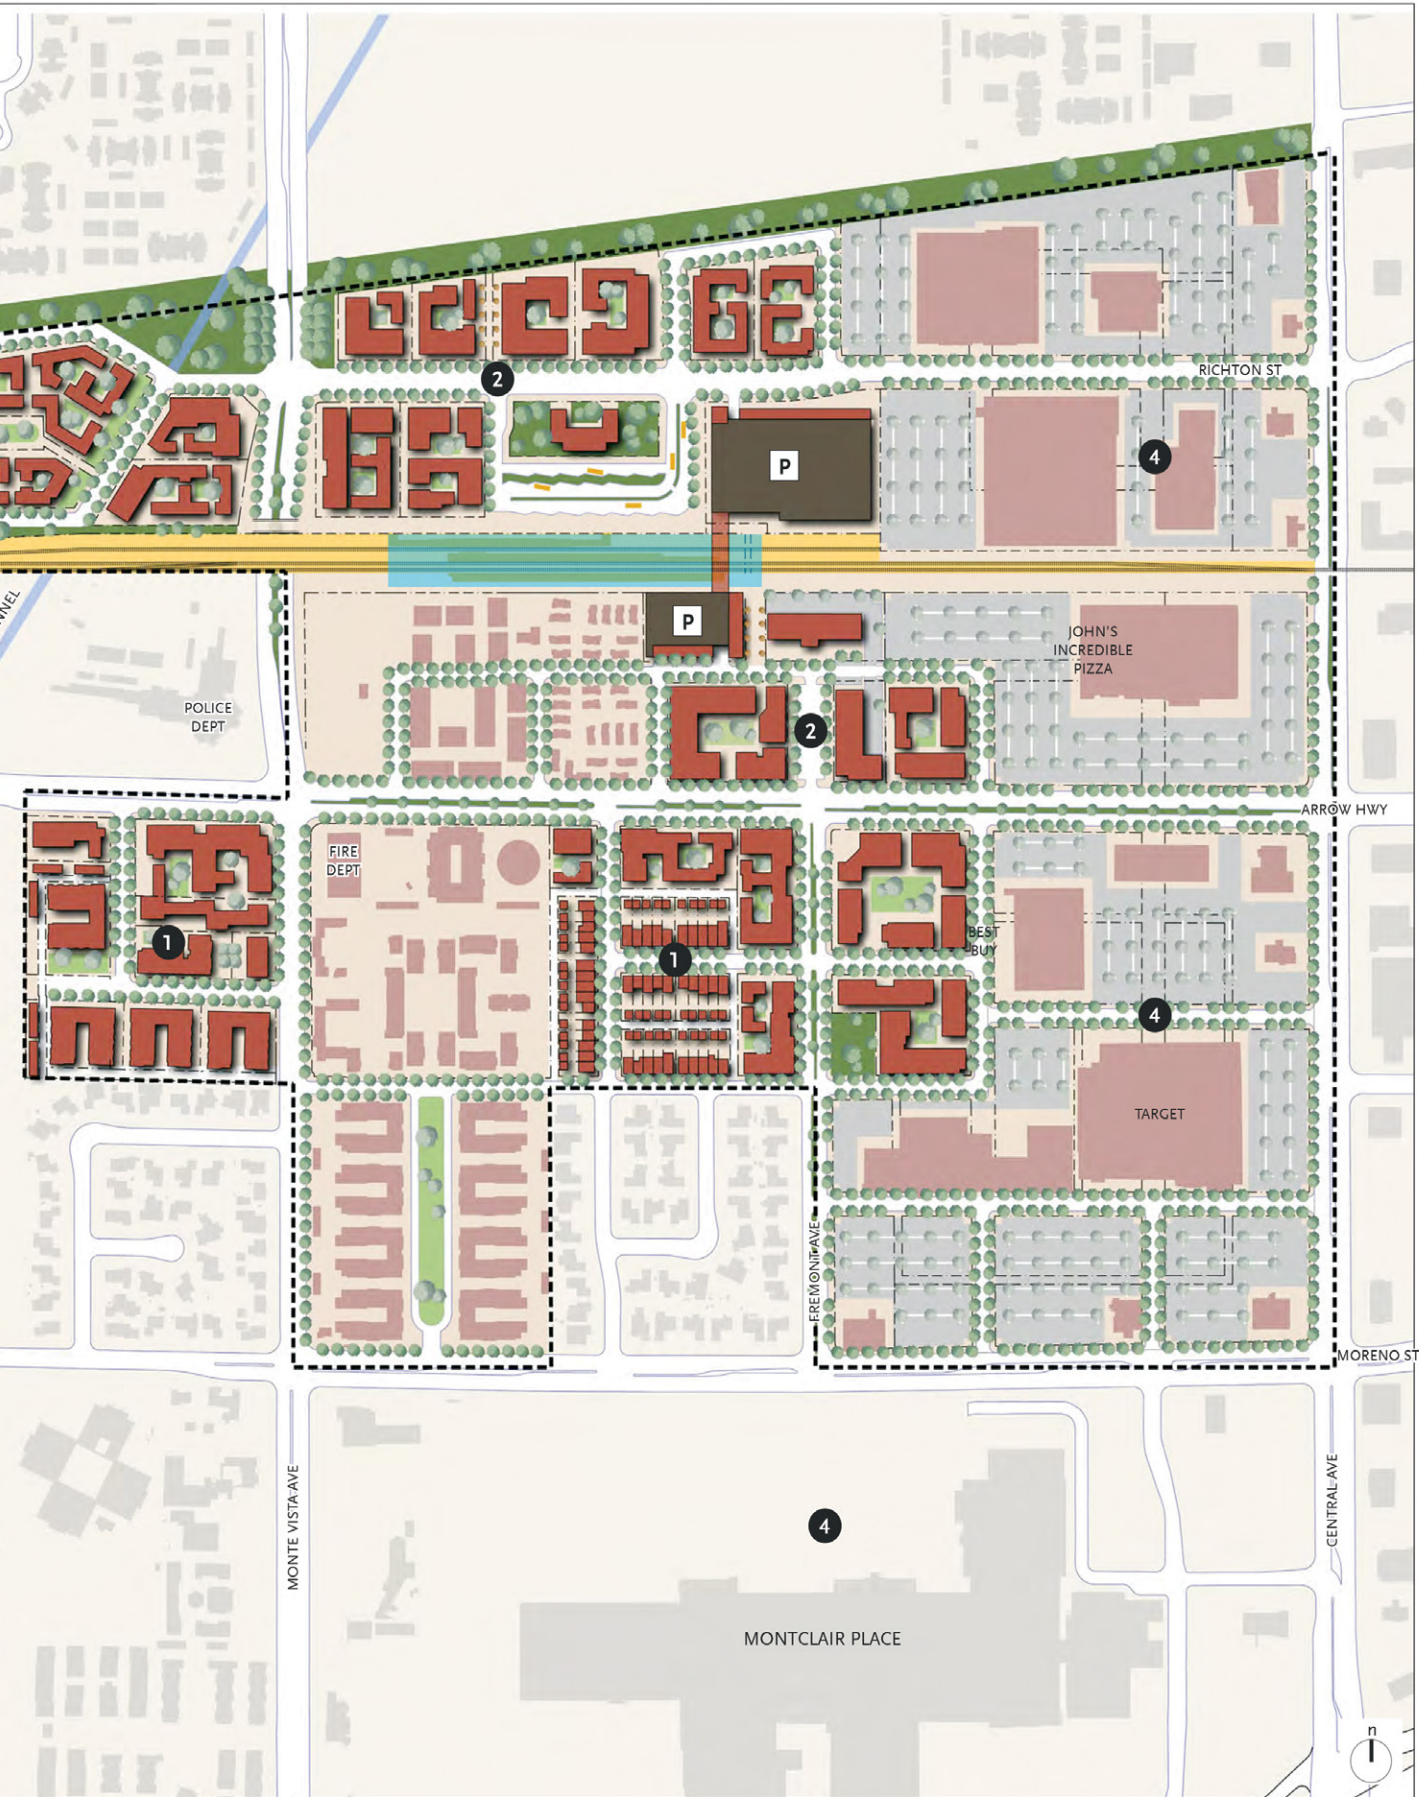 RICHTON ST
2
4
P
NNEL
P
JOHN'S
INCREDIBLE
PIZZA
POLICE
DEPT
2
ARROW HWY
FIRE
DEPT
BEST
BUY
1
1
4
TARGET
FREMONT AVE
MORENO ST
MONTE VISTA AVE
CENTRAL AVE
4
MONTCLAIR PLACE
n